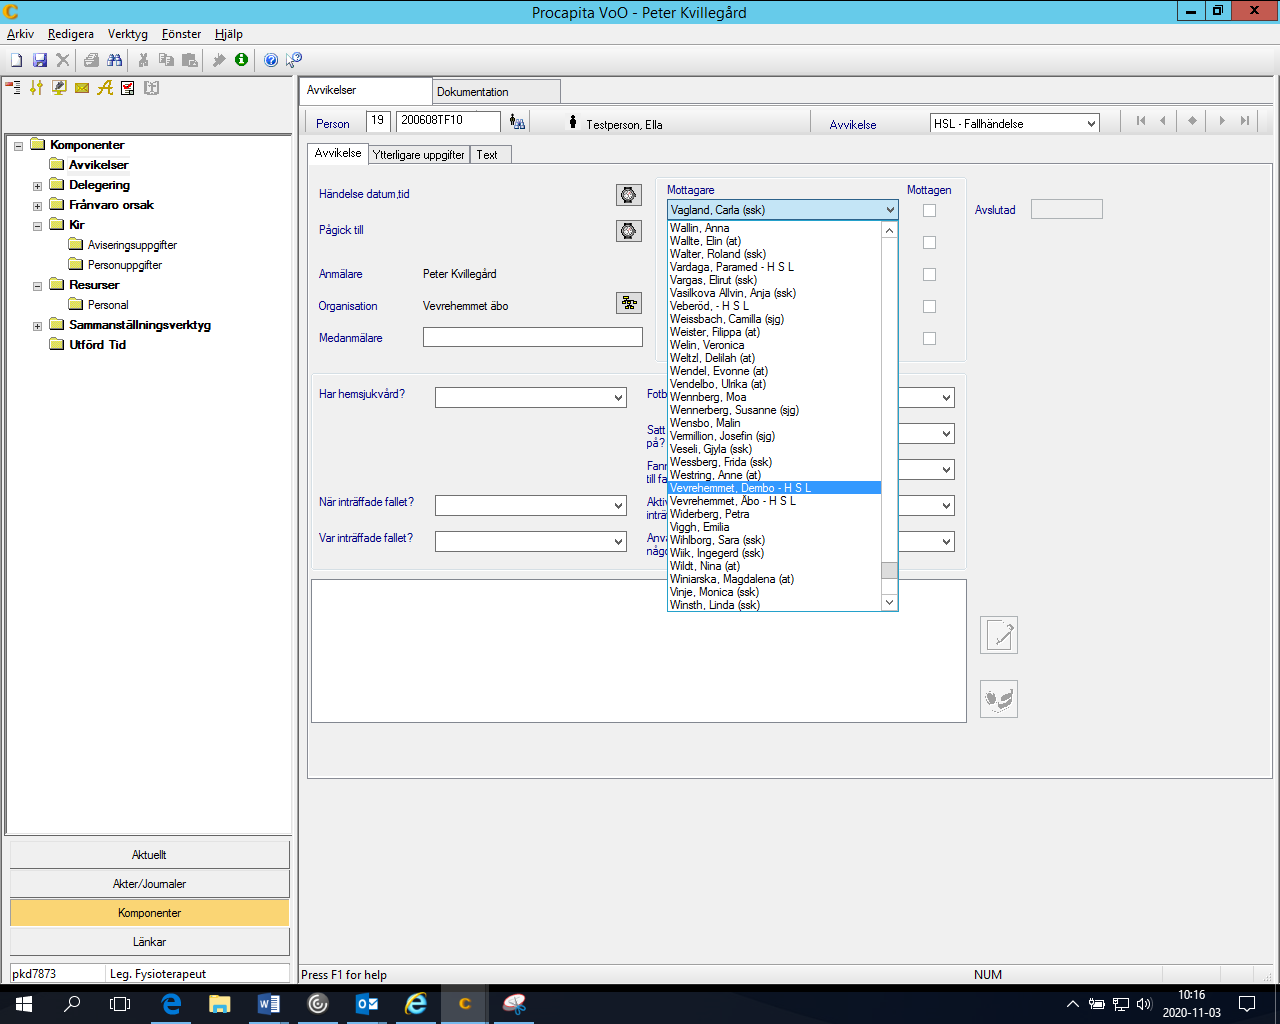 Procapita VoO - Peter Kvillegård
Arkiv Redigera Verktyg Fönster Hjälp
Avvikelser Dokumentation
Person 19 200608TF10 Testperson, Ella Avvikelse HSL - Fallhändelse
Komponenter
Avvikelser
Delegering
Frånvaro orsak
Kir
Aviseringsuppgifter
Personuppgifter
Resurser
Personal
Sammanställningsverktyg
Utförd Tid
Aktuellt
Akter/Journaler
Komponenter
Länkar
pkd7873 Leg. Fysioterapeut
Avvikelse Ytterligare uppgifter Text
Händelse datum,tid
Pågick till
Anmälare Peter Kvillegård
Organisation Vevrehemmet äbo
Medanmälare
Mottagare Mottagen
Vagland, Carla (ssk)
Avslutad
Wallin, Anna
Wallte, Elin (at)
Walter, Roland (ssk)
Vardaga, Paramed - H S L
Vargas, Elirut (ssk)
Vasilkova Allvin, Anja (ssk)
Veberöd, - H S L
Weissbach, Camilla (sjg)
Weister, Filippa (at)
Welin, Veronica
Weltzl, Delilah (at)
Wendel, Evonne (at)
Vendelbo, Ulrika (at)
Wennberg, Moa
Wennerberg, Susanne (sjg)
Wensbo, Malin
Vermillion, Josefin (sjg)
Veseli, Gjyla (ssk)
Wessberg, Frida (ssk)
Westring, Anne (at)
Vevrehemmet, Dembo - H S L
Vevrehemmet, Äbo - H S L
Widerberg, Petra
Viggh, Emilia
Wihlborg, Sara (ssk)
Wiik, Ingegerd (ssk)
Wildt, Nina (at)
Winiarska, Magdalena (at)
Vinje, Monica (ssk)
Winsth, Linda (ssk)
Har hemsjukvård?
När inträffade fallet?
Var inträffade fallet?
Fotb
Satt
på?
Fanr
till fa
Aktiv
inträ
Anva
någo
Press F1 for help NUM
10:16
2020-11-03